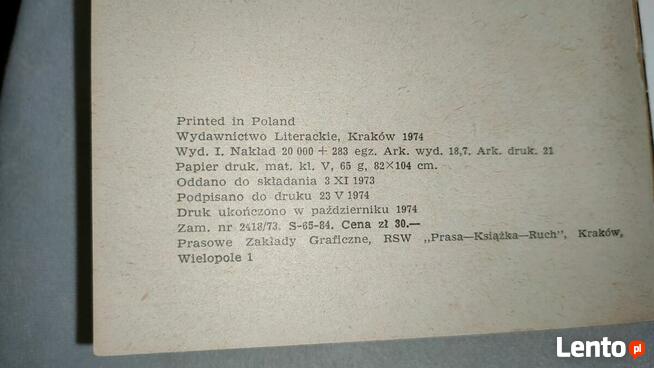 Printed in Poland
Wydawnictwo Literackie, Kraków 1974
Wyd. I. Nakład 20 000 + 283 egz. Ark. wyd. 18,7. Ark. druk. 21
Papier druk. mat. kl. V, 65 g, 82×104 cm.
Oddano do składania 3 XI 1973
Podpisano do druku 23 V 1974
Druk ukończono w październiku 1974
Zam. nr 2418/73. S-65-84. Cena zł 30.—
Prasowe Zakłady Graficzne, RSW „Prasa—Książka—Ruch”, Kraków,
Wielopole 1
Lento pl